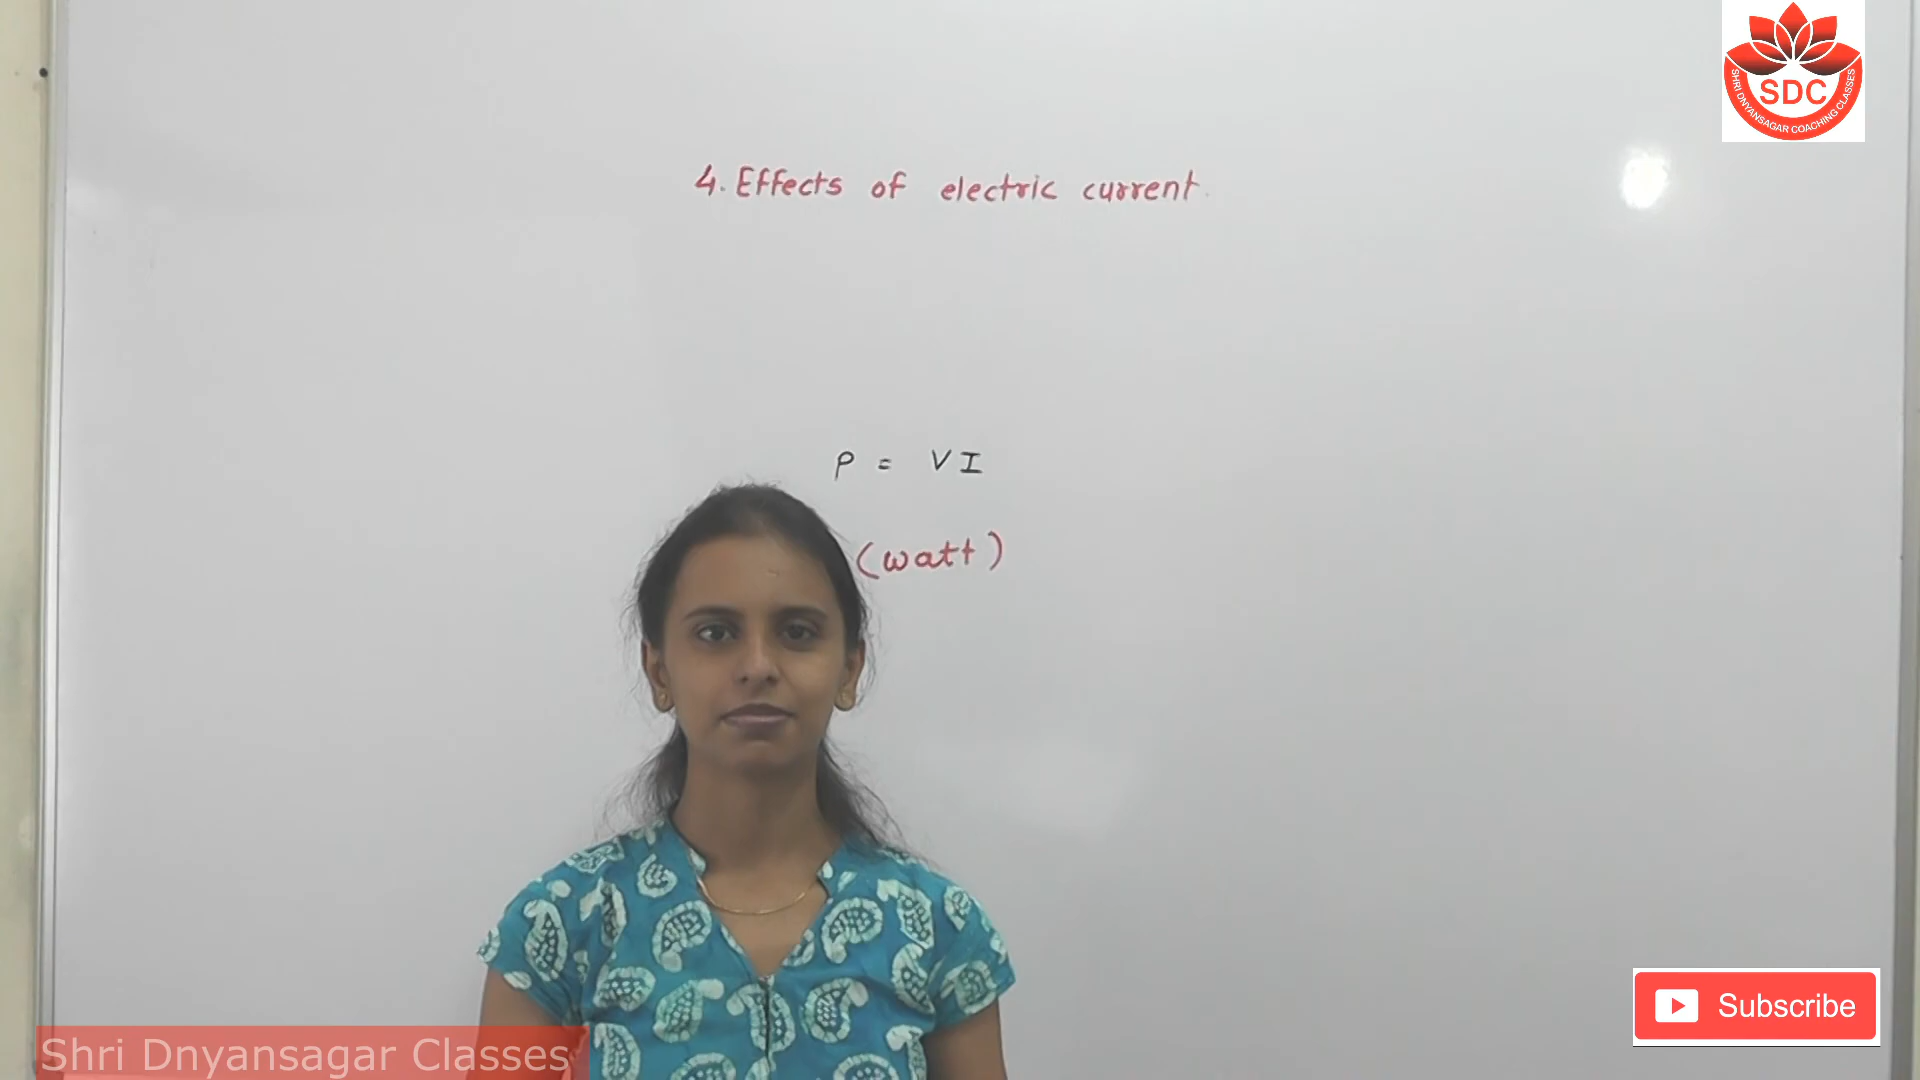 SDC
SHRI DNYANSAGAR COACHING CLASSES
4. Effects of electric current.
P = VI
(watt)
Subscribe
Shri Dnyansagar Classes